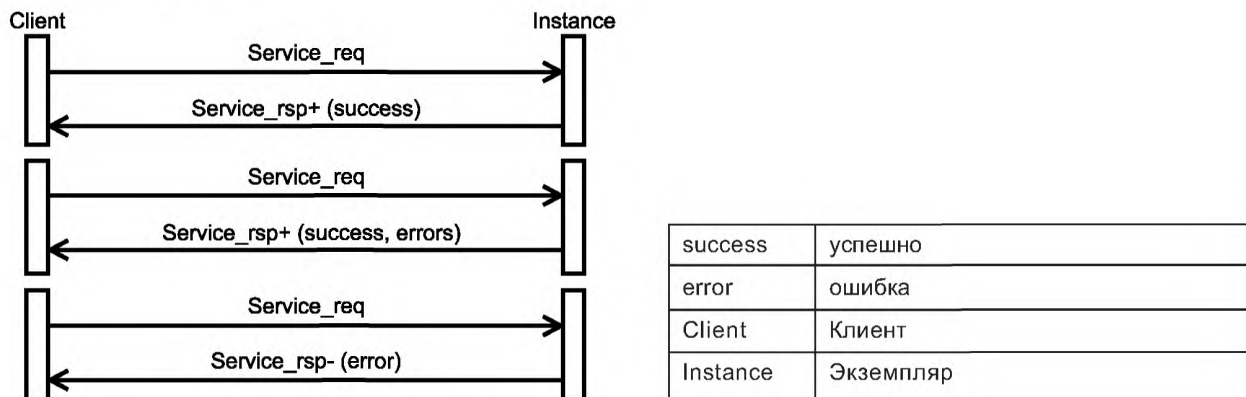 Client Instance
Service_req
Service_rsp+ (success)
Service_req
Service_rsp+ (success, errors)
Service_req
Service_rsp- (error)
success успешно
error ошибка
Client Клиент
Instance Экземпляр